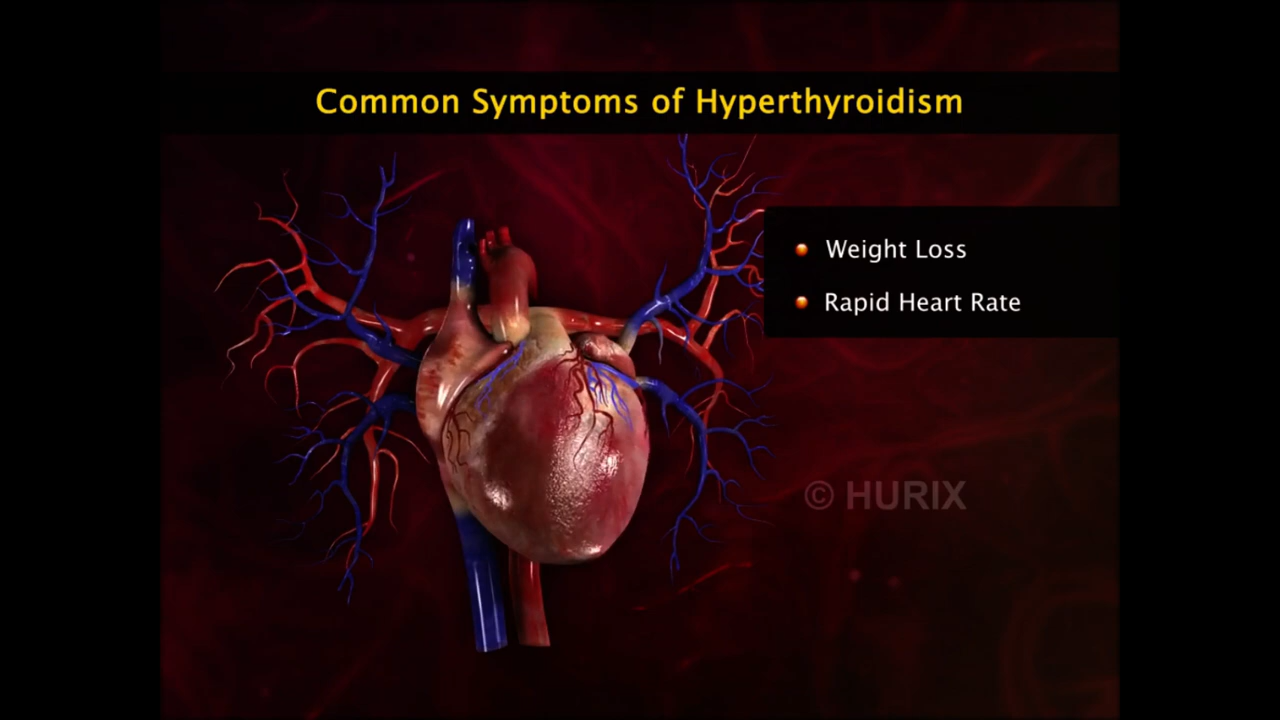 Common Symptoms of Hyperthyroidism
Weight Loss
Rapid Heart Rate
© HURIX